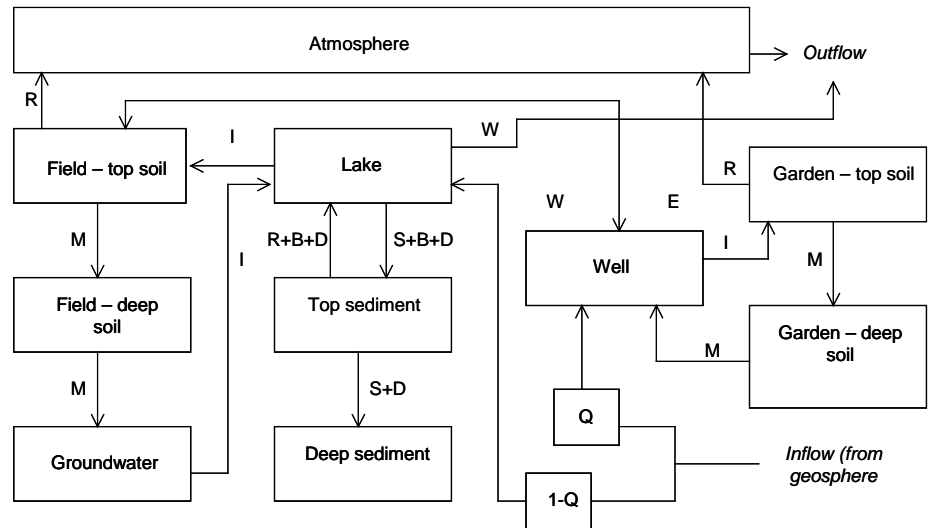 Atmosphere
Outflow
R
I
W
Field – top soil
Lake
R
Garden – top soil
W
E
M
R+B+D
S+B+D
I
Well
I
M
Field – deep
soil
Top sediment
Garden – deep
soil
M
M
S+D
Q
Groundwater
Deep sediment
Inflow (from
geosphere
1-Q